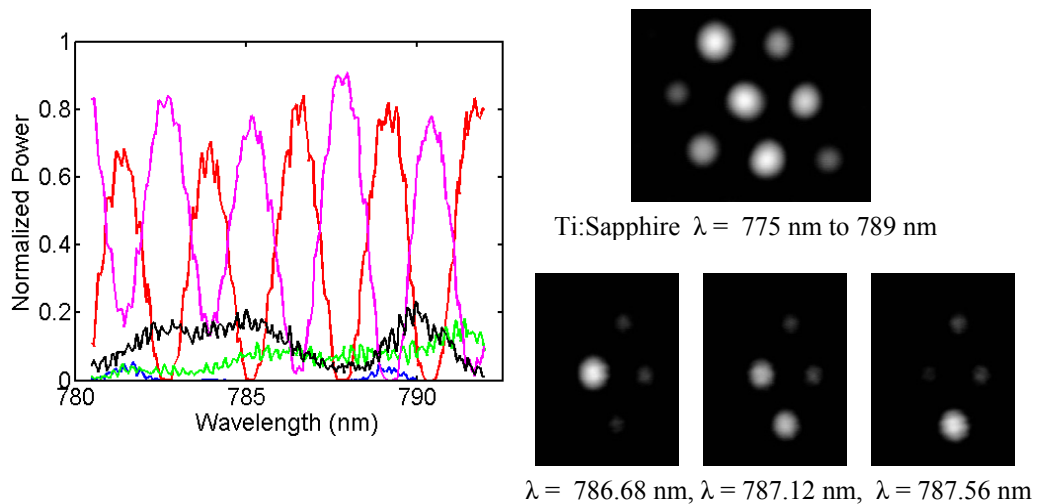 1
0.8
0.6
0.4
0.2
0
Normalized Power
780
785
790
Wavelength (nm)
Ti:Sapphire λ = 775 nm to 789 nm
λ = 786.68 nm, λ = 787.12 nm, λ = 787.56 nm